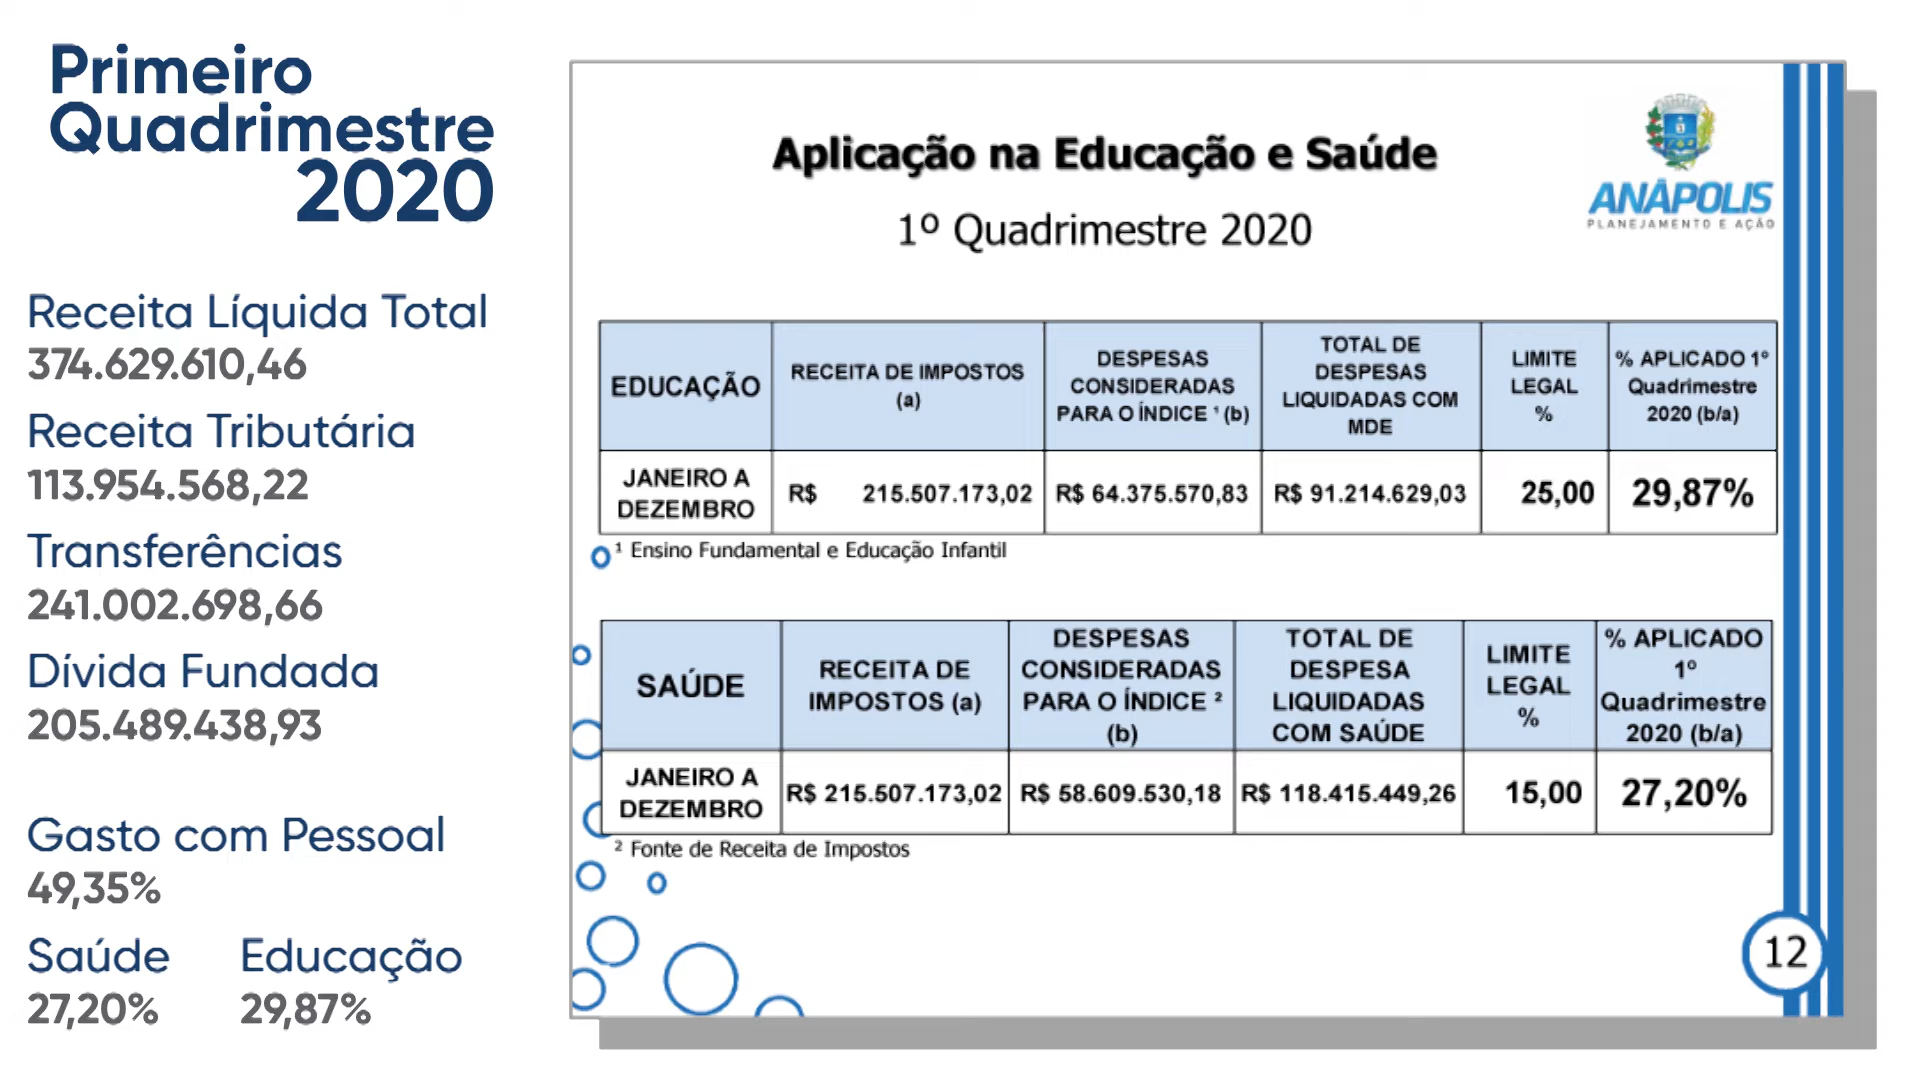 Primeiro
Quadrimestre
2020
Receita Líquida Total
374.629.610,46
Receita Tributária
113.954.568,22
Transferências
241.002.698,66
Dívida Fundada
205.489.438,93
Gasto com Pessoal
49,35%
Saúde Educação
27,20% 29,87%
Aplicação na Educação e Saúde
1º Quadrimestre 2020
ANÁPOLIS
PLANEJAMENTO E AÇÃO
EDUCAÇÃO
RECEITA DE IMPOSTOS
(a)
DESPESAS
CONSIDERADAS
PARA O ÍNDICE ¹ (b)
TOTAL DE
DESPESAS
LIQUIDADAS COM
MDE
LIMITE
LEGAL
%
% APLICADO 1º
Quadrimestre
2020 (b/a)
JANEIRO A
DEZEMBRO
R$ 215.507.173,02
R$ 64.375.570,83
R$ 91.214.629,03
25,00
29,87%
¹ Ensino Fundamental e Educação Infantil
SAÚDE
RECEITA DE
IMPOSTOS (a)
DESPESAS
CONSIDERADAS
PARA O ÍNDICE ²
(b)
TOTAL DE
DESPESA
LIQUIDADAS
COM SAÚDE
LIMITE
LEGAL
%
% APLICADO
1º
Quadrimestre
2020 (b/a)
JANEIRO A
DEZEMBRO
R$ 215.507.173,02
R$ 58.609.530,18
R$ 118.415.449,26
15,00
27,20%
² Fonte de Receita de Impostos
12